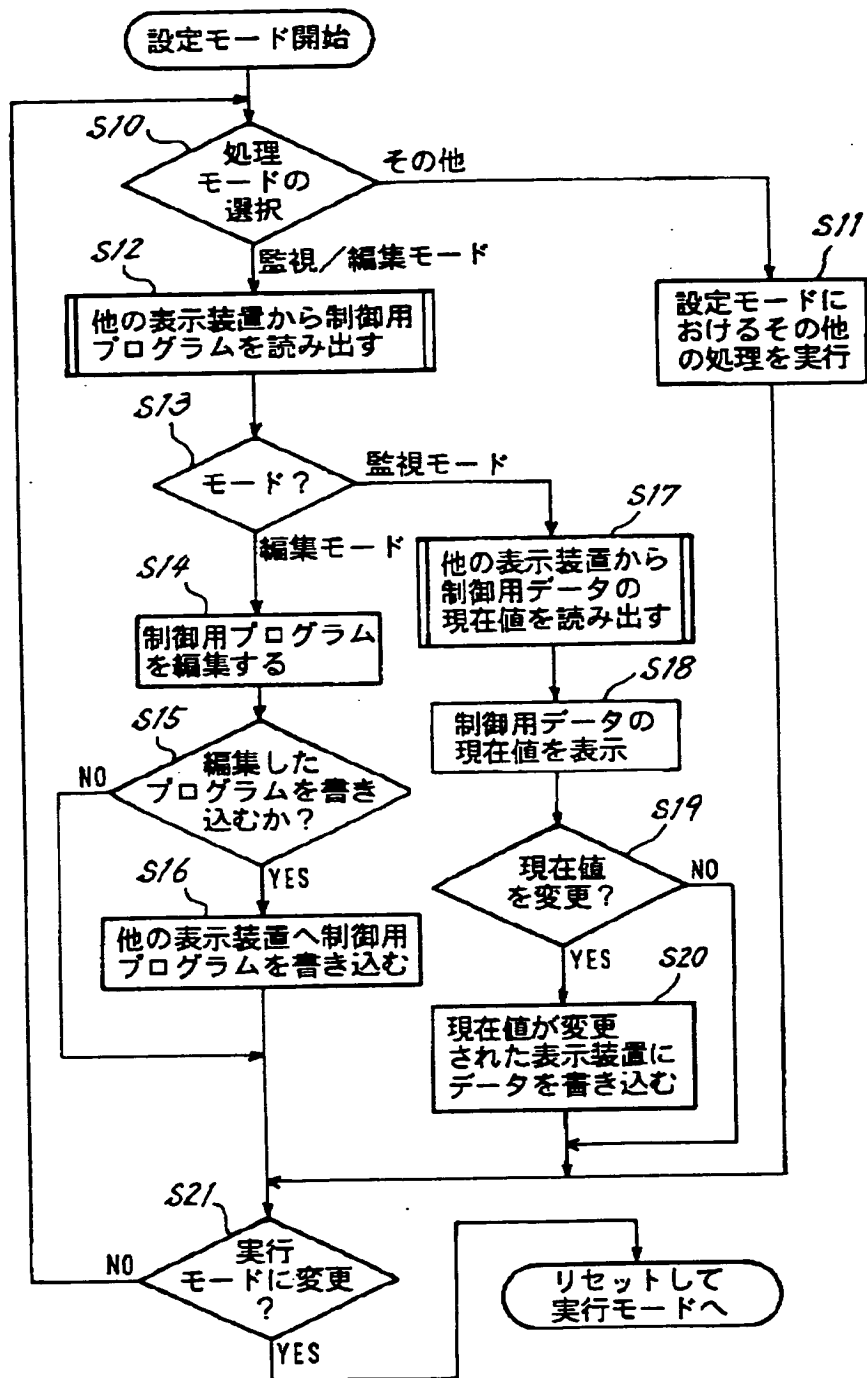 設定モード開始
S10
処理
モードの
選択
その他
S11
設定モードに
おけるその他
の処理を実行
監視／編集モード
S12
他の表示装置から制御用
プログラムを読み出す
S13
モード？
監視モード
編集モード
S17
他の表示装置から
制御用データの
現在値を読み出す
S14
制御用プログラム
を編集する
S18
制御用データの
現在値を表示
S15
編集した
プログラムを書き
込むか？
NO
YES
S19
現在値
を変更？
NO
YES
S16
他の表示装置へ制御用
プログラムを書き込む
S20
現在値が変更
された表示装置に
データを書き込む
S21
実行
モードに変更
？
NO
YES
リセットして
実行モードへ